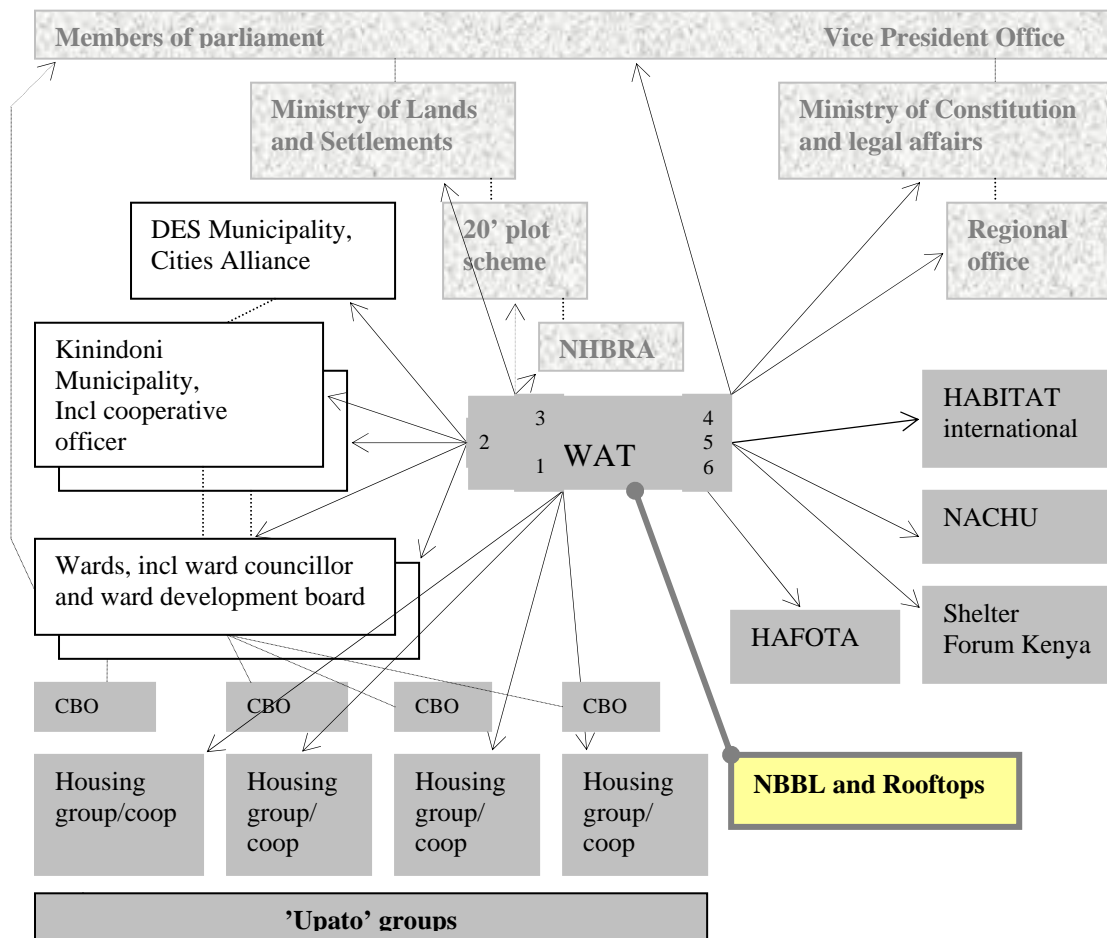 Members of parliament
Vice President Office
Ministry of Lands
and Settlements
Ministry of Constitution
and legal affairs
DES Municipality,
Cities Alliance
20’ plot
scheme
Regional
office
Kinindoni
Municipality,
Incl cooperative
officer
NHBRA
HABITAT
international
3
4
2
WAT
5
1
6
NACHU
Wards, incl ward councillor
and ward development board
HAFOTA
Shelter
Forum Kenya
CBO
CBO
CBO
CBO
Housing
group/coop
Housing
group/
coop
Housing
group/
coop
Housing
group/
coop
NBBL and Rooftops
’Upato’ groups